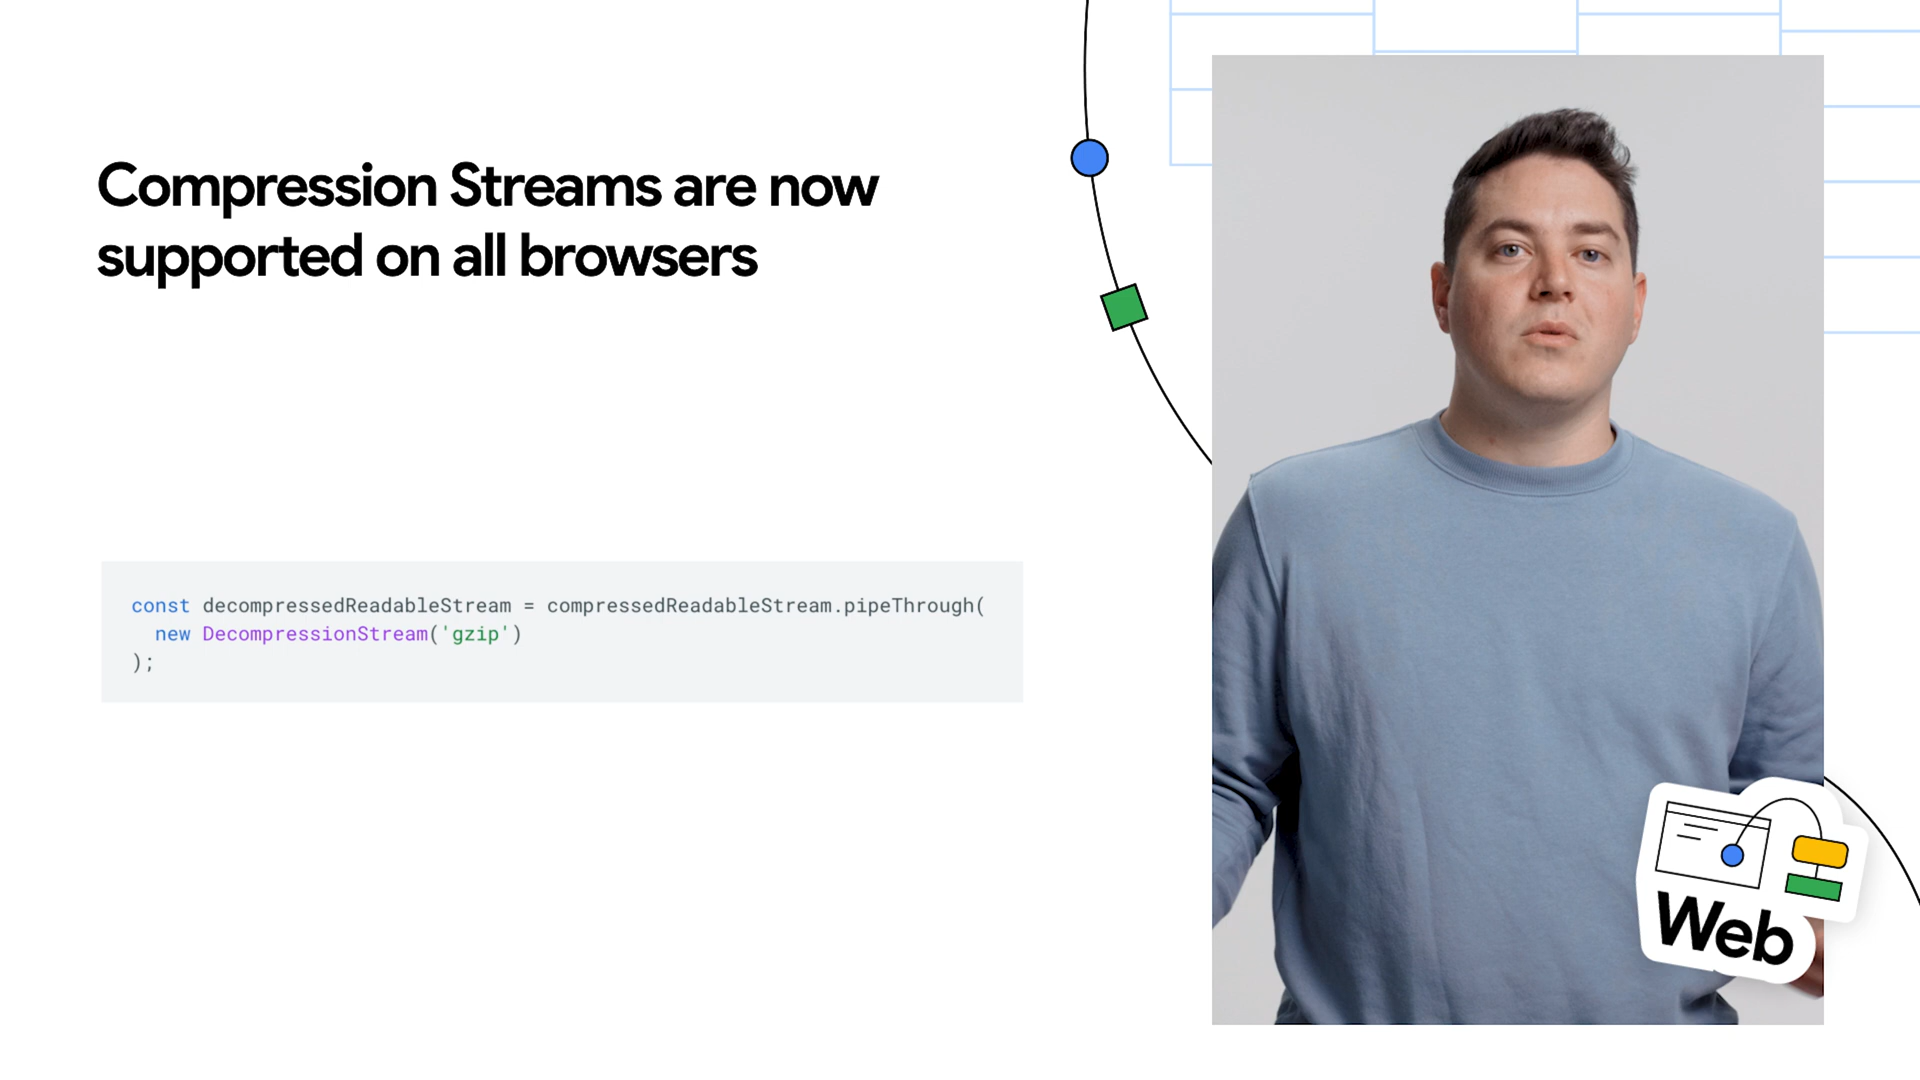 Compression Streams are now
supported on all browsers
const decompressedReadableStream = compressedReadableStream.pipeThrough(
  new DecompressionStream('gzip')
);
Web